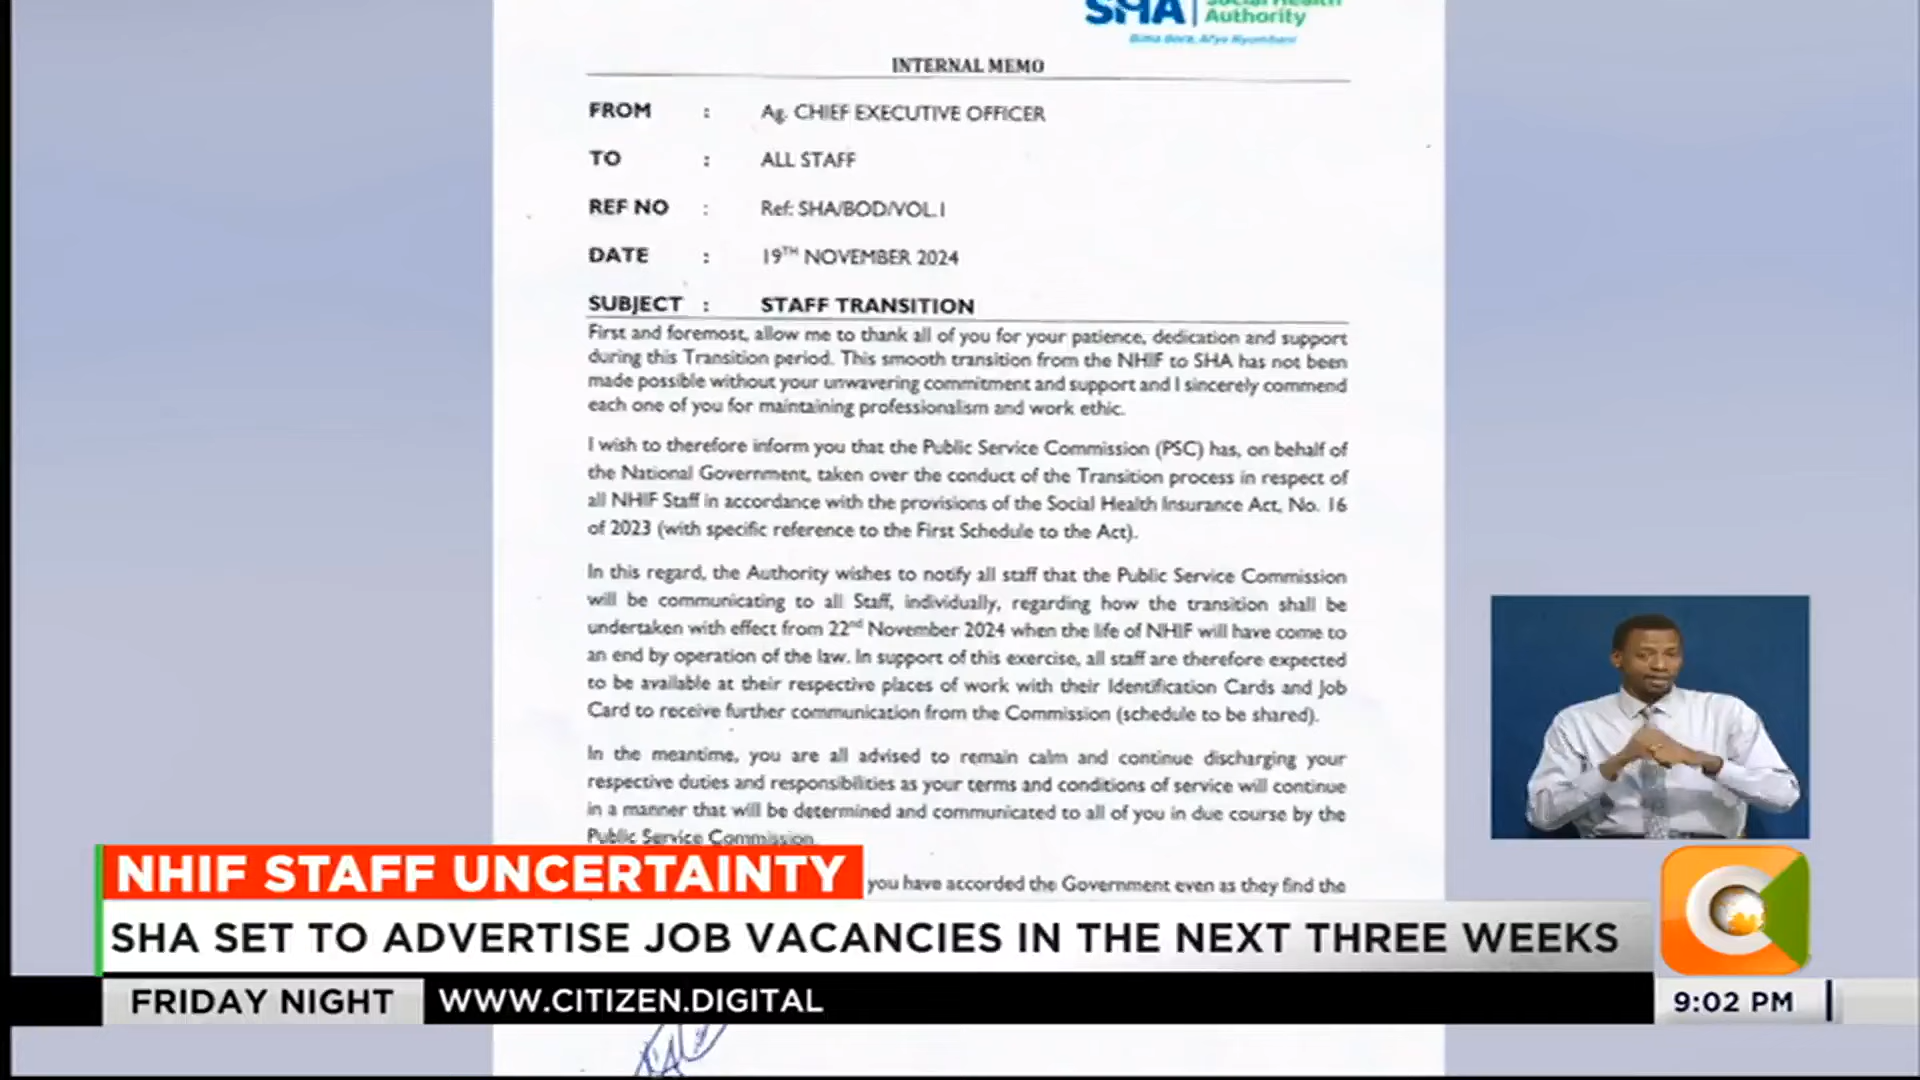 SHA Social Health
Authority
Bima Bora, Afya Nyumbani
INTERNAL MEMO
FROM : Ag. CHIEF EXECUTIVE OFFICER
TO : ALL STAFF
REF NO : Ref: SHA/BOD/VOL.I
DATE : 19TH NOVEMBER 2024
SUBJECT : STAFF TRANSITION
First and foremost, allow me to thank all of you for your patience, dedication and support
during this Transition period. This smooth transition from the NHIF to SHA has not been
made possible without your unwavering commitment and support and I sincerely commend
each one of you for maintaining professionalism and work ethic.
I wish to therefore inform you that the Public Service Commission (PSC) has, on behalf of
the National Government, taken over the conduct of the Transition process in respect of
all NHIF Staff in accordance with the provisions of the Social Health Insurance Act, No. 16
of 2023 (with specific reference to the First Schedule to the Act).
In this regard, the Authority wishes to notify all staff that the Public Service Commission
will be communicating to all Staff, individually, regarding how the transition shall be
undertaken with effect from 22nd November 2024 when the life of NHIF will have come to
an end by operation of the law. In support of this exercise, all staff are therefore expected
to be available at their respective places of work with their Identification Cards and Job
Card to receive further communication from the Commission (schedule to be shared).
In the meantime, you are all advised to remain calm and continue discharging your
respective duties and responsibilities as your terms and conditions of service will continue
in a manner that will be determined and communicated to all of you in due course by the
Public Service Commission.
you have accorded the Government even as they find the
NHIF STAFF UNCERTAINTY
SHA SET TO ADVERTISE JOB VACANCIES IN THE NEXT THREE WEEKS
FRIDAY NIGHT WWW.CITIZEN.DIGITAL
9:02 PM